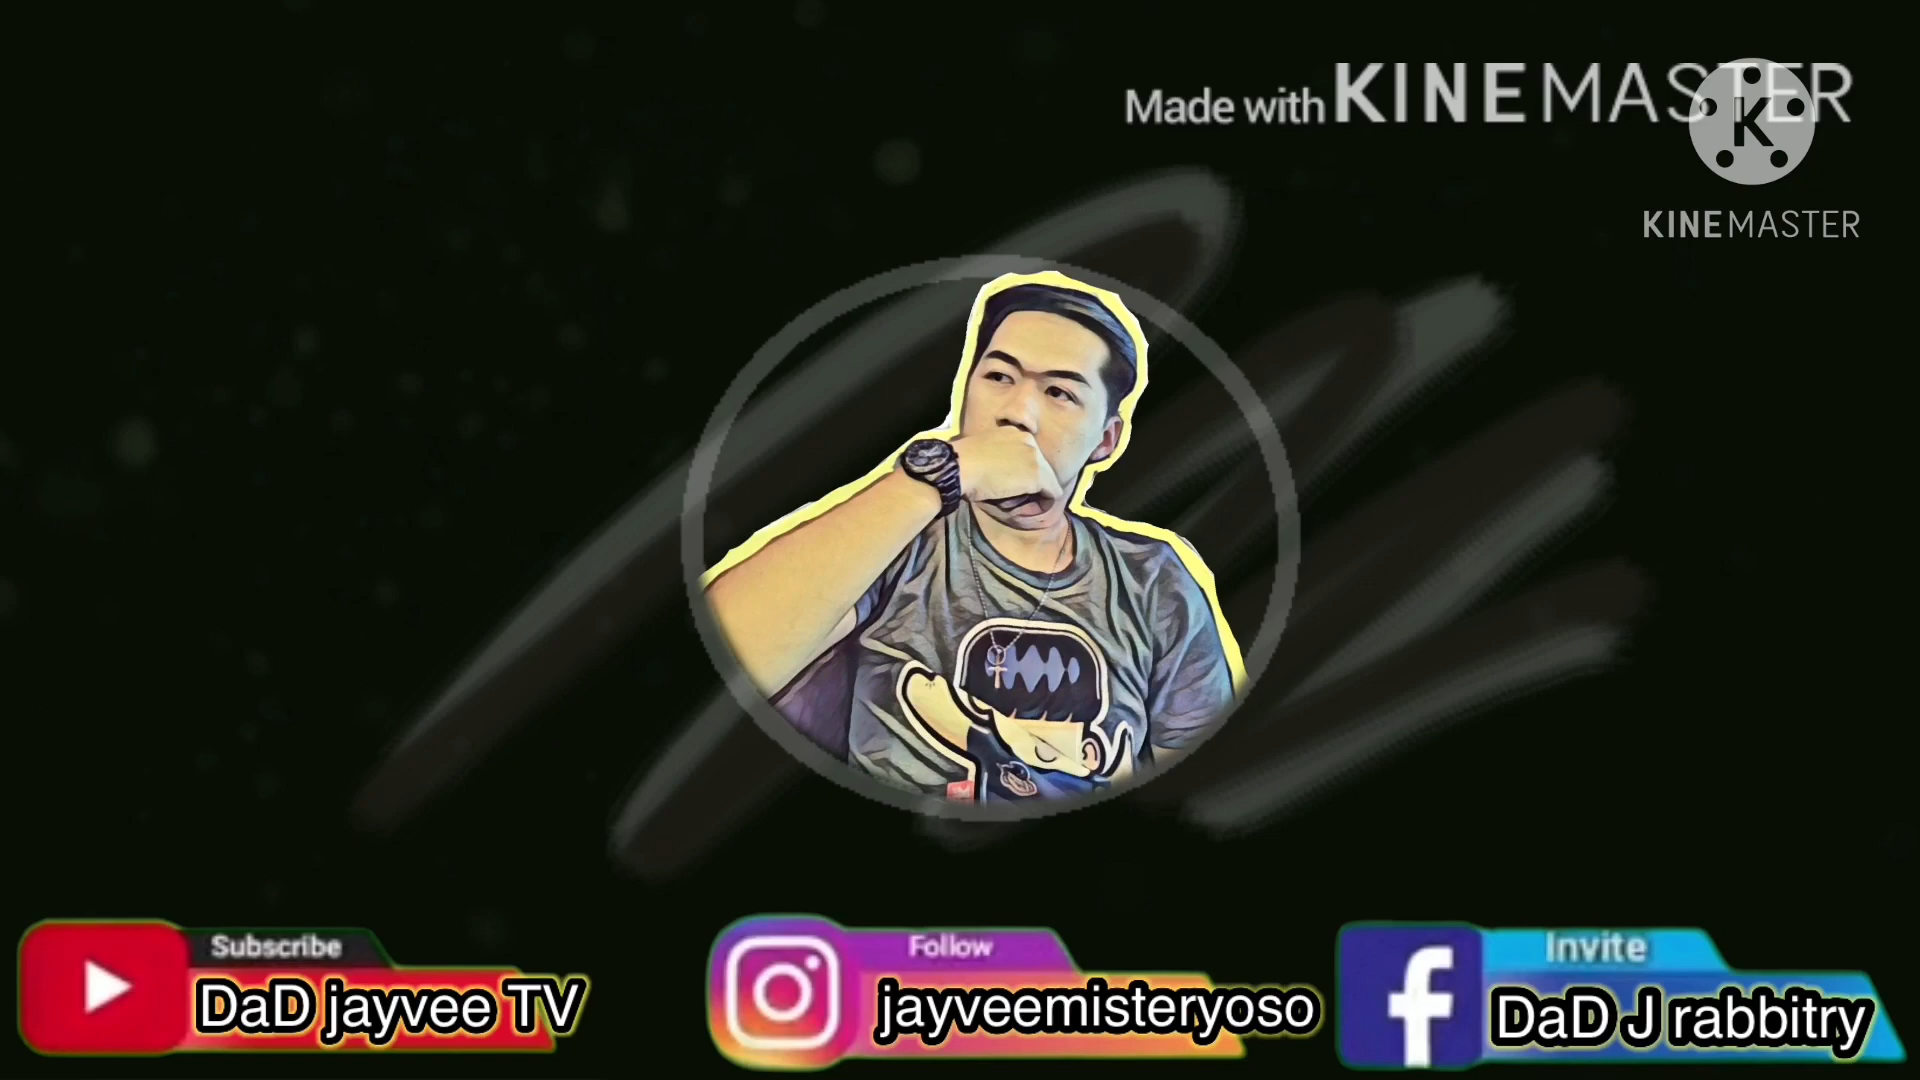 Made with KINEMASTER
K
KINEMASTER
Subscribe
DaD jayvee TV
Follow
jayveemisteryoso
Invite
f
DaD J rabbitry